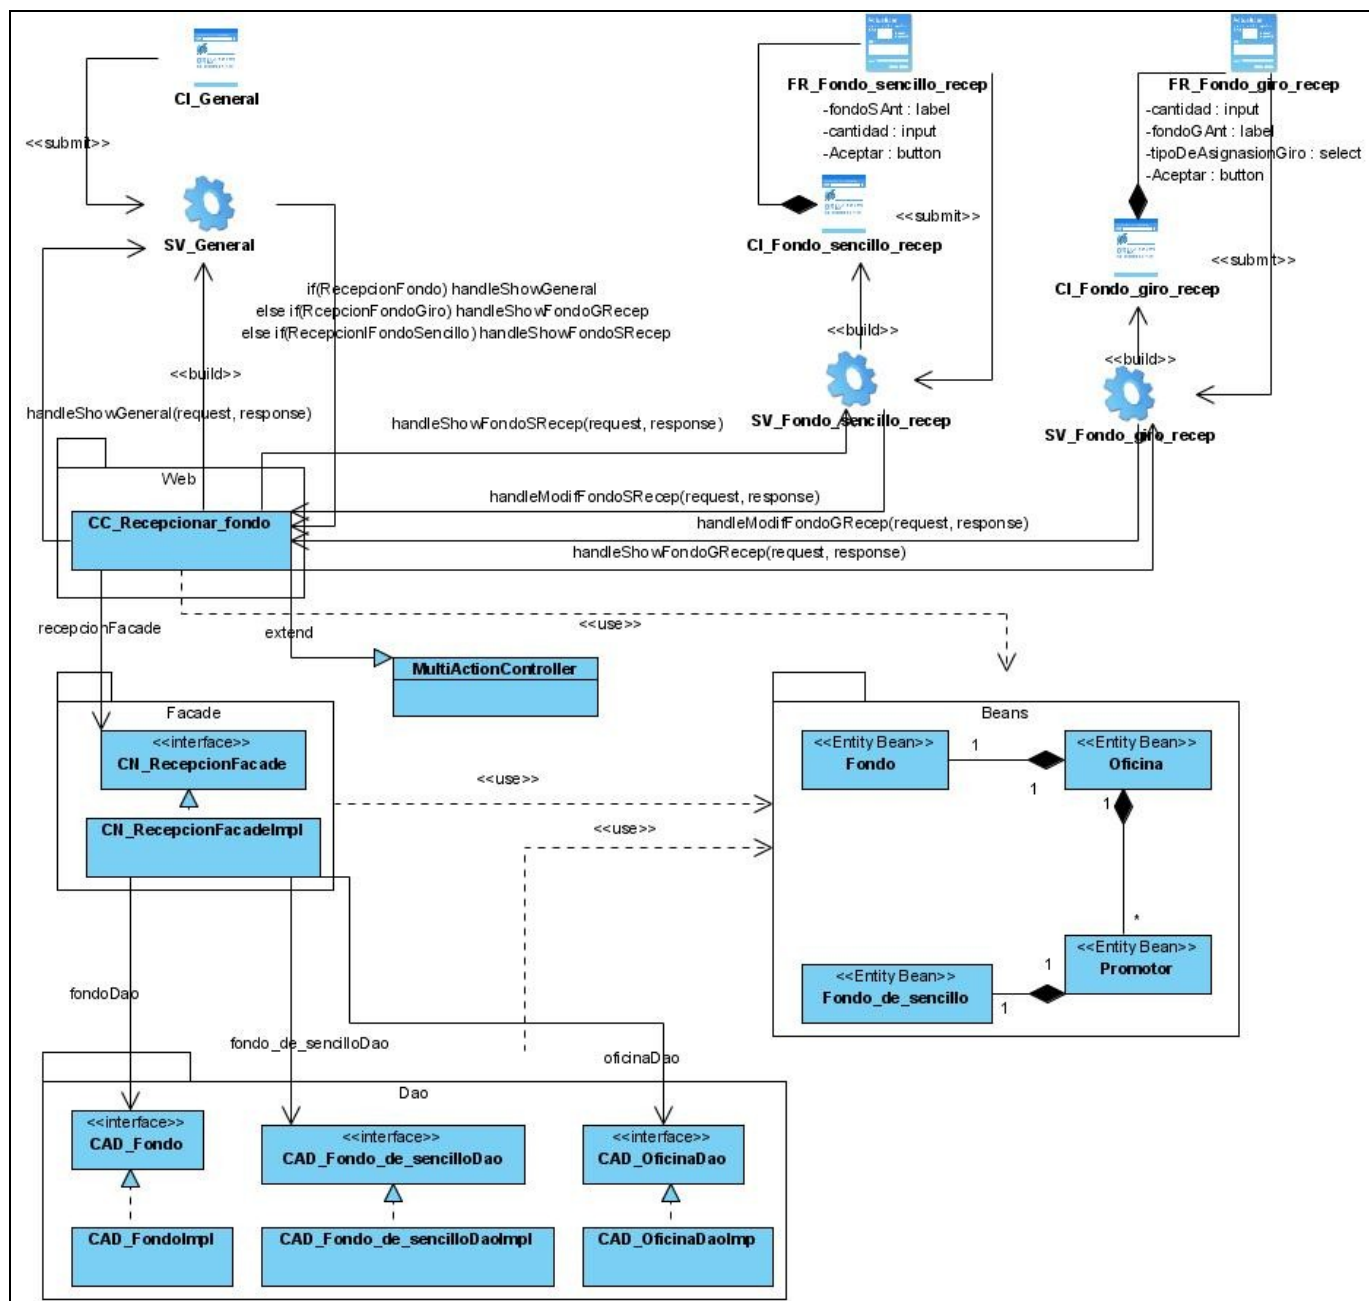 CI_General
<<submit>>
SV_General
FR_Fondo_sencillo_recep
-fondoSAnt : label
-cantidad : input
-Aceptar : button
FR_Fondo_giro_recep
-cantidad : input
-fondoGAnt : label
-tipoDeAsignasionGiro : select
-Aceptar : button
<<submit>>
CI_Fondo_sencillo_recep
<<submit>>
CI_Fondo_giro_recep
if(RecepcionFondo) handleShowGeneral
else if(RcepcionFondoGiro) handleShowFondoGRecep
else if(RecepcionlFondoSencillo) handleShowFondoSRecep
<<build>>
<<build>>
<<build>>
handleShowGeneral(request, response)
handleShowFondoSRecep(request, response)
SV_Fondo_sencillo_recep
SV_Fondo_giro_recep
Web
CC_Recepcionar_fondo
handleModifFondoSRecep(request, response)
handleModifFondoGRecep(request, response)
handleShowFondoGRecep(request, response)
recepcionFacade
extend
<<use>>
MultiActionController
Facade
<<interface>>
CN_RecepcionFacade
CN_RecepcionFacadeImpl
<<use>>
<<use>>
Beans
<<Entity Bean>>
Fondo
1
1
<<Entity Bean>>
Oficina
1
*
<<Entity Bean>>
Promotor
1
1
<<Entity Bean>>
Fondo_de_sencillo
fondoDao
fondo_de_sencilloDao
oficinaDao
Dao
<<interface>>
CAD_Fondo
<<interface>>
CAD_Fondo_de_sencilloDao
<<interface>>
CAD_OficinaDao
CAD_FondoImpl
CAD_Fondo_de_sencilloDaoImpl
CAD_OficinaDaoImp